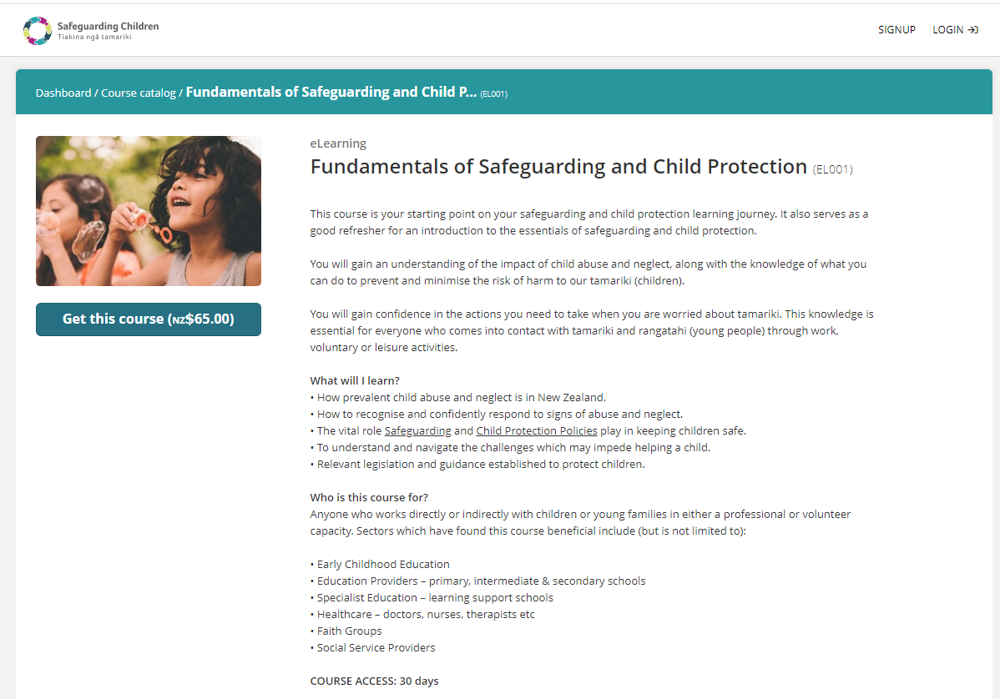 Safeguarding Children
Tiakina ngā tamariki
SIGNUP
LOGIN
Dashboard / Course catalog / Fundamentals of Safeguarding and Child P... (EL001)
Get this course (NZ$65.00)
eLearning
Fundamentals of Safeguarding and Child Protection (EL001)
This course is your starting point on your safeguarding and child protection learning journey. It also serves as a
good refresher for an introduction to the essentials of safeguarding and child protection.
You will gain an understanding of the impact of child abuse and neglect, along with the knowledge of what you
can do to prevent and minimise the risk of harm to our tamariki (children).
You will gain confidence in the actions you need to take when you are worried about tamariki. This knowledge is
essential for everyone who comes into contact with tamariki and rangatahi (young people) through work,
voluntary or leisure activities.
What will I learn?
• How prevalent child abuse and neglect is in New Zealand.
• How to recognise and confidently respond to signs of abuse and neglect.
• The vital role Safeguarding and Child Protection Policies play in keeping children safe.
• To understand and navigate the challenges which may impede helping a child.
• Relevant legislation and guidance established to protect children.
Who is this course for?
Anyone who works directly or indirectly with children or young families in either a professional or volunteer
capacity. Sectors which have found this course beneficial include (but is not limited to):
• Early Childhood Education
• Education Providers – primary, intermediate & secondary schools
• Specialist Education – learning support schools
• Healthcare – doctors, nurses, therapists etc
• Faith Groups
• Social Service Providers
COURSE ACCESS: 30 days